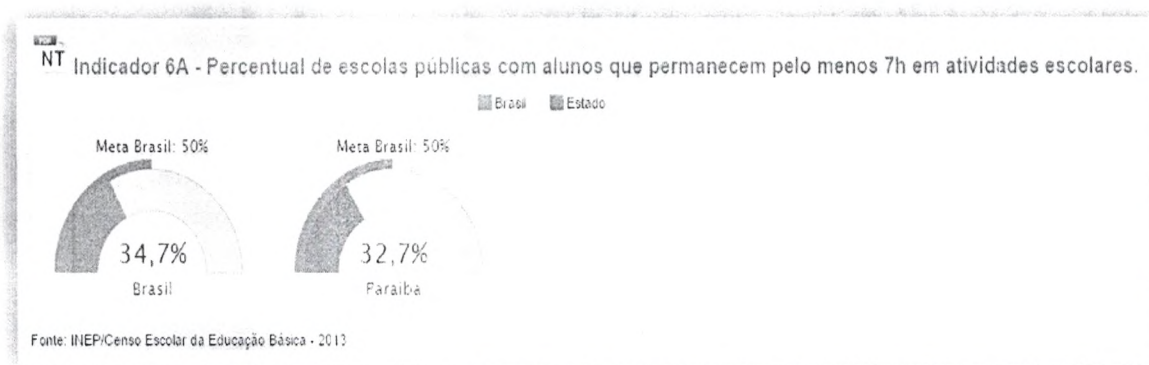 PDF
NT Indicador 6A - Percentual de escolas públicas com alunos que permanecem pelo menos 7h em atividades escolares.
Brasil Estado
Meta Brasil: 50% Meta Brasil: 50%
34,7% 32,7%
Brasil Paraíba
Fonte: INEP/Censo Escolar da Educação Básica - 2013